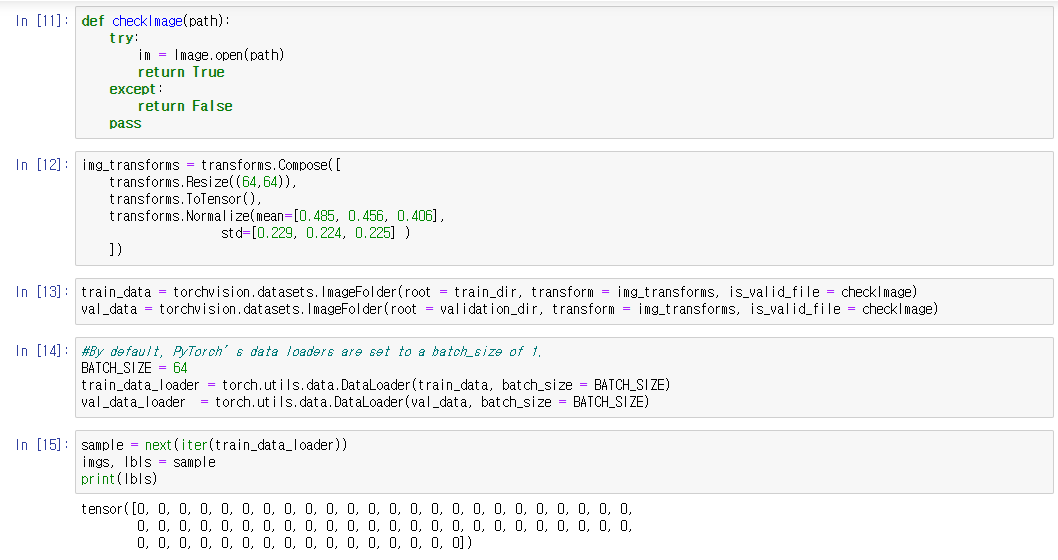 In [11]: def checkImage(path):
    try:
        im = Image.open(path)
        return True
    except:
        return False
    pass
In [12]: img_transforms = transforms.Compose([
    transforms.Resize((64,64)),
    transforms.ToTensor(),
    transforms.Normalize(mean=[0.485, 0.456, 0.406],
                    std=[0.229, 0.224, 0.225] )
    ])
In [13]: train_data = torchvision.datasets.ImageFolder(root = train_dir, transform = img_transforms, is_valid_file = checkImage)
val_data = torchvision.datasets.ImageFolder(root = validation_dir, transform = img_transforms, is_valid_file = checkImage)
In [14]: #By default, PyTorch’s data loaders are set to a batch_size of 1.
BATCH_SIZE = 64
train_data_loader = torch.utils.data.DataLoader(train_data, batch_size = BATCH_SIZE)
val_data_loader  = torch.utils.data.DataLoader(val_data, batch_size = BATCH_SIZE)
In [15]: sample = next(iter(train_data_loader))
imgs, lbls = sample
print(lbls)
tensor([0, 0, 0, 0, 0, 0, 0, 0, 0, 0, 0, 0, 0, 0, 0, 0, 0, 0, 0, 0, 0, 0, 0, 0,
        0, 0, 0, 0, 0, 0, 0, 0, 0, 0, 0, 0, 0, 0, 0, 0, 0, 0, 0, 0, 0, 0, 0, 0,
        0, 0, 0, 0, 0, 0, 0, 0, 0, 0, 0, 0, 0, 0, 0, 0])